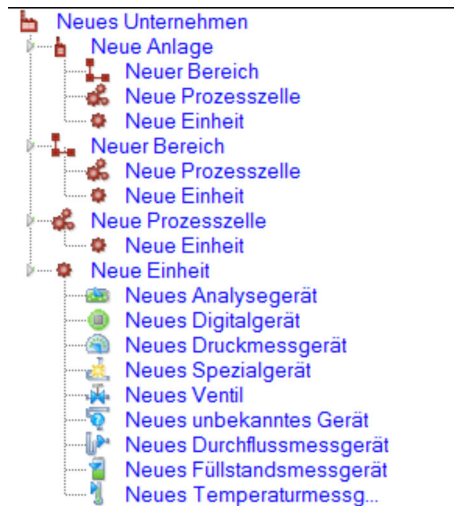 Neues Unternehmen
Neue Anlage
Neuer Bereich
Neue Prozesszelle
Neue Einheit
Neuer Bereich
Neue Prozesszelle
Neue Einheit
Neue Prozesszelle
Neue Einheit
Neue Einheit
Neues Analysegerät
Neues Digitalgerät
Neues Druckmessgerät
Neues Spezialgerät
Neues Ventil
Neues unbekanntes Gerät
Neues Durchflussmessgerät
Neues Füllstandsmessgerät
Neues Temperaturmessg...